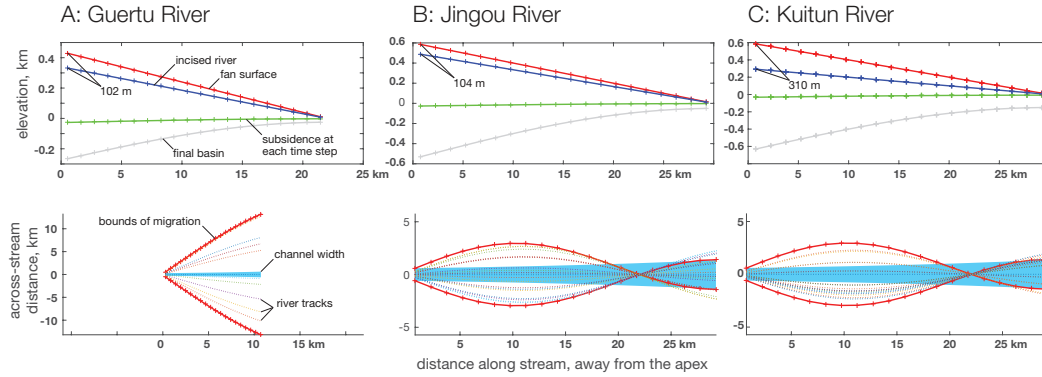 A: Guertu River
B: Jingou River
C: Kuitun River
elevation, km
0.4
0.2
0
-0.2
102 m
incised river
fan surface
subsidence at
each time step
final basin
0 5 10 15 20 25 km
0.6
0.4
0.2
0
-0.2
-0.4
-0.6
104 m
0 5 10 15 20 25 km
0.6
0.4
0.2
0
-0.2
-0.4
-0.6
310 m
0 5 10 15 20 25 km
across-stream
distance, km
10
5
0
-5
-10
bounds of migration
channel width
river tracks
0 5 10 15 km
5
0
-5
0 5 10 15 20 25 km
5
0
-5
5 10 15 20 25 km
distance along stream, away from the apex